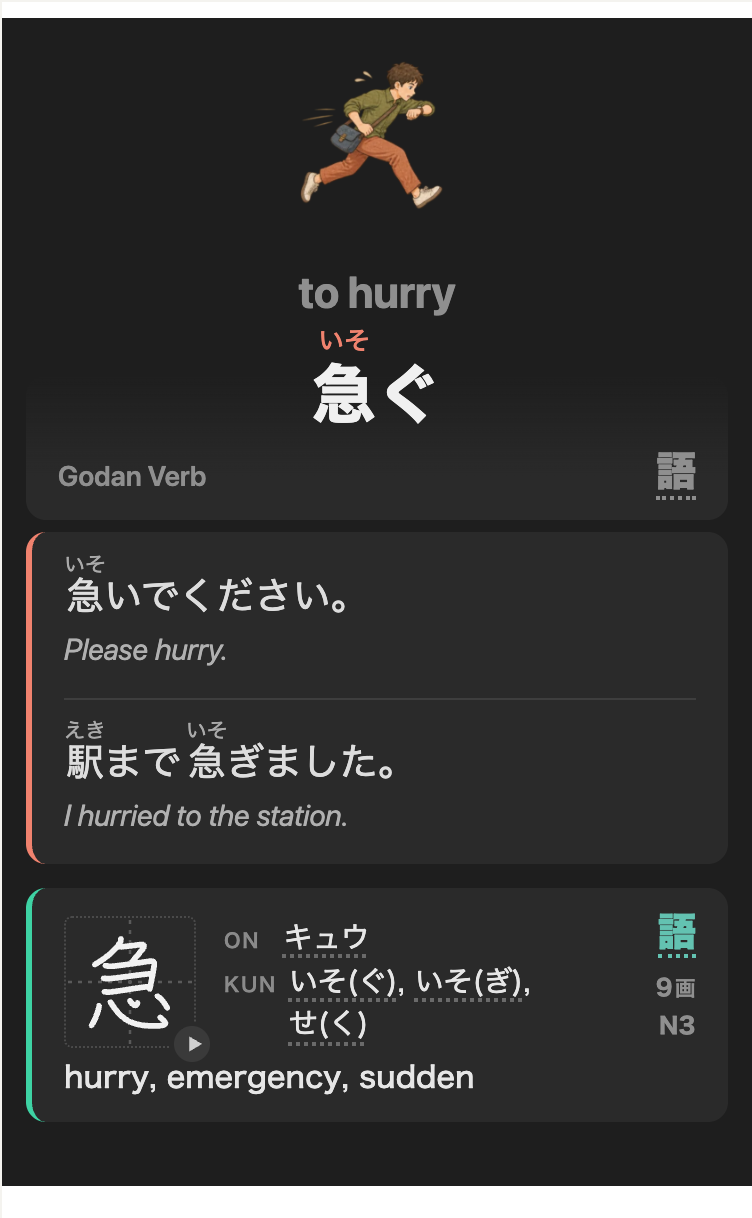 to hurry
いそ
急ぐ
Godan Verb
語
いそ
急いでください。
Please hurry.
えき いそ
駅まで 急ぎました。
I hurried to the station.
急
ON キュウ
語
KUN いそ(ぐ), いそ(ぎ),
9画
せ(く)
N3
hurry, emergency, sudden